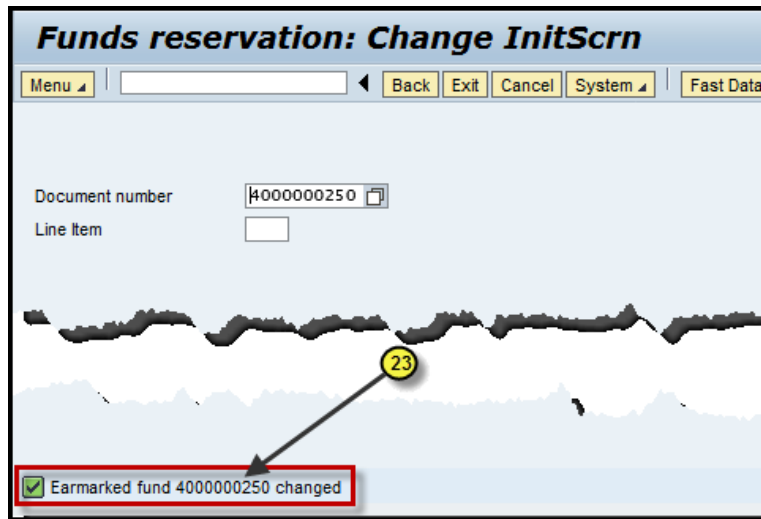 Funds reservation: Change InitScrn
Menu Back Exit Cancel System Fast Data
Document number 4000000250
Line Item
23
Earmarked fund 4000000250 changed